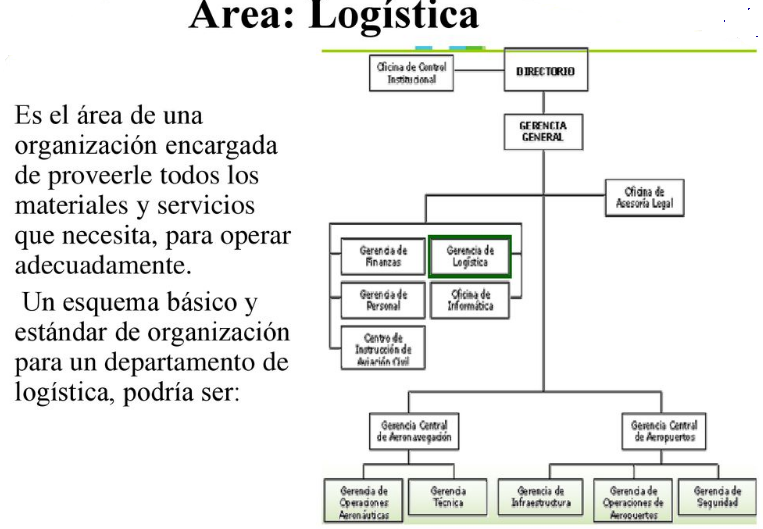 Area: Logística
Es el área de una
organización encargada
de proveerle todos los
materiales y servicios
que necesita, para operar
adecuadamente.
Un esquema básico y
estándar de organización
para un departamento de
logística, podría ser:
Oficina de Control
Institucional
DIRECTORIO
GERENCIA
GENERAL
Oficina de
Asesoría Legal
Gerencia de
Finanzas
Gerencia de
Logística
Gerencia de
Personal
Oficina de
Informática
Centro de
Instrucción de
Aviación Civil
Gerencia Central
de Aeronavegación
Gerencia Central
de Aeropuertos
Gerencia de
Operaciones
Aeronáuticas
Gerencia
Técnica
Gerencia de
Infraestructura
Gerencia de
Operaciones de
Aeropuertos
Gerencia de
Seguridad